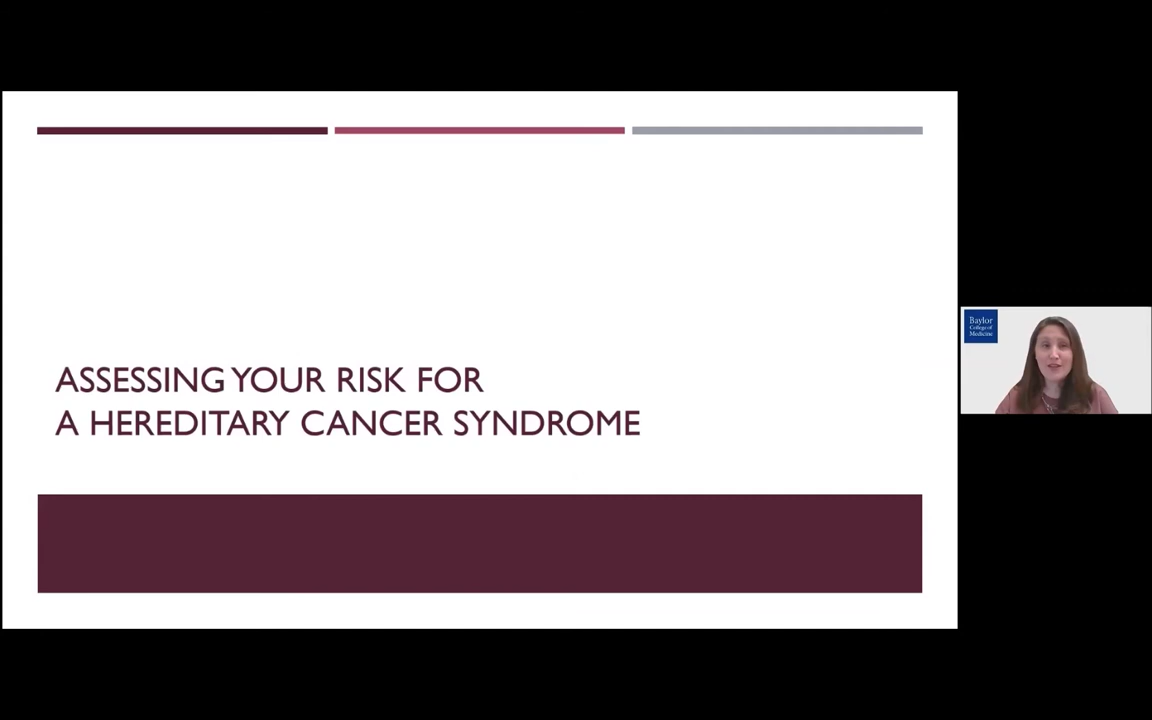 ASSESSING YOUR RISK FOR
A HEREDITARY CANCER SYNDROME
Baylor
College of
Medicine